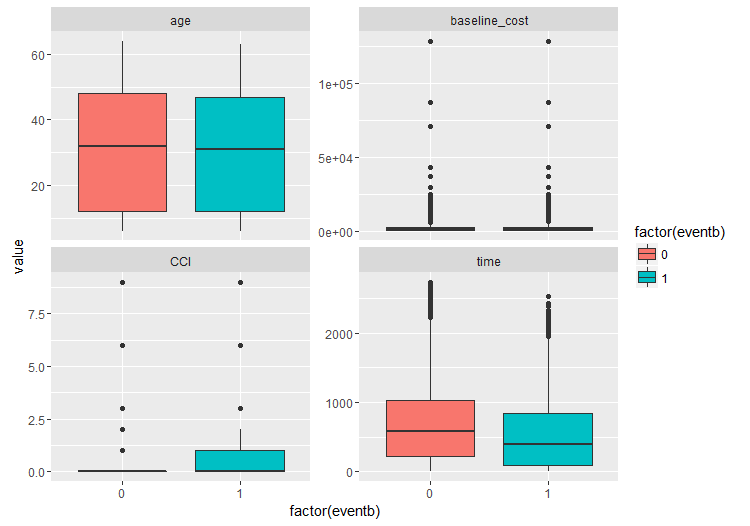 age
baseline_cost
60
40
20
1e+05
5e+04
0e+00
value
factor(eventb)
0
1
CCI
time
7.5
5.0
2.5
0.0
2000
1000
0
0
1
0
1
factor(eventb)